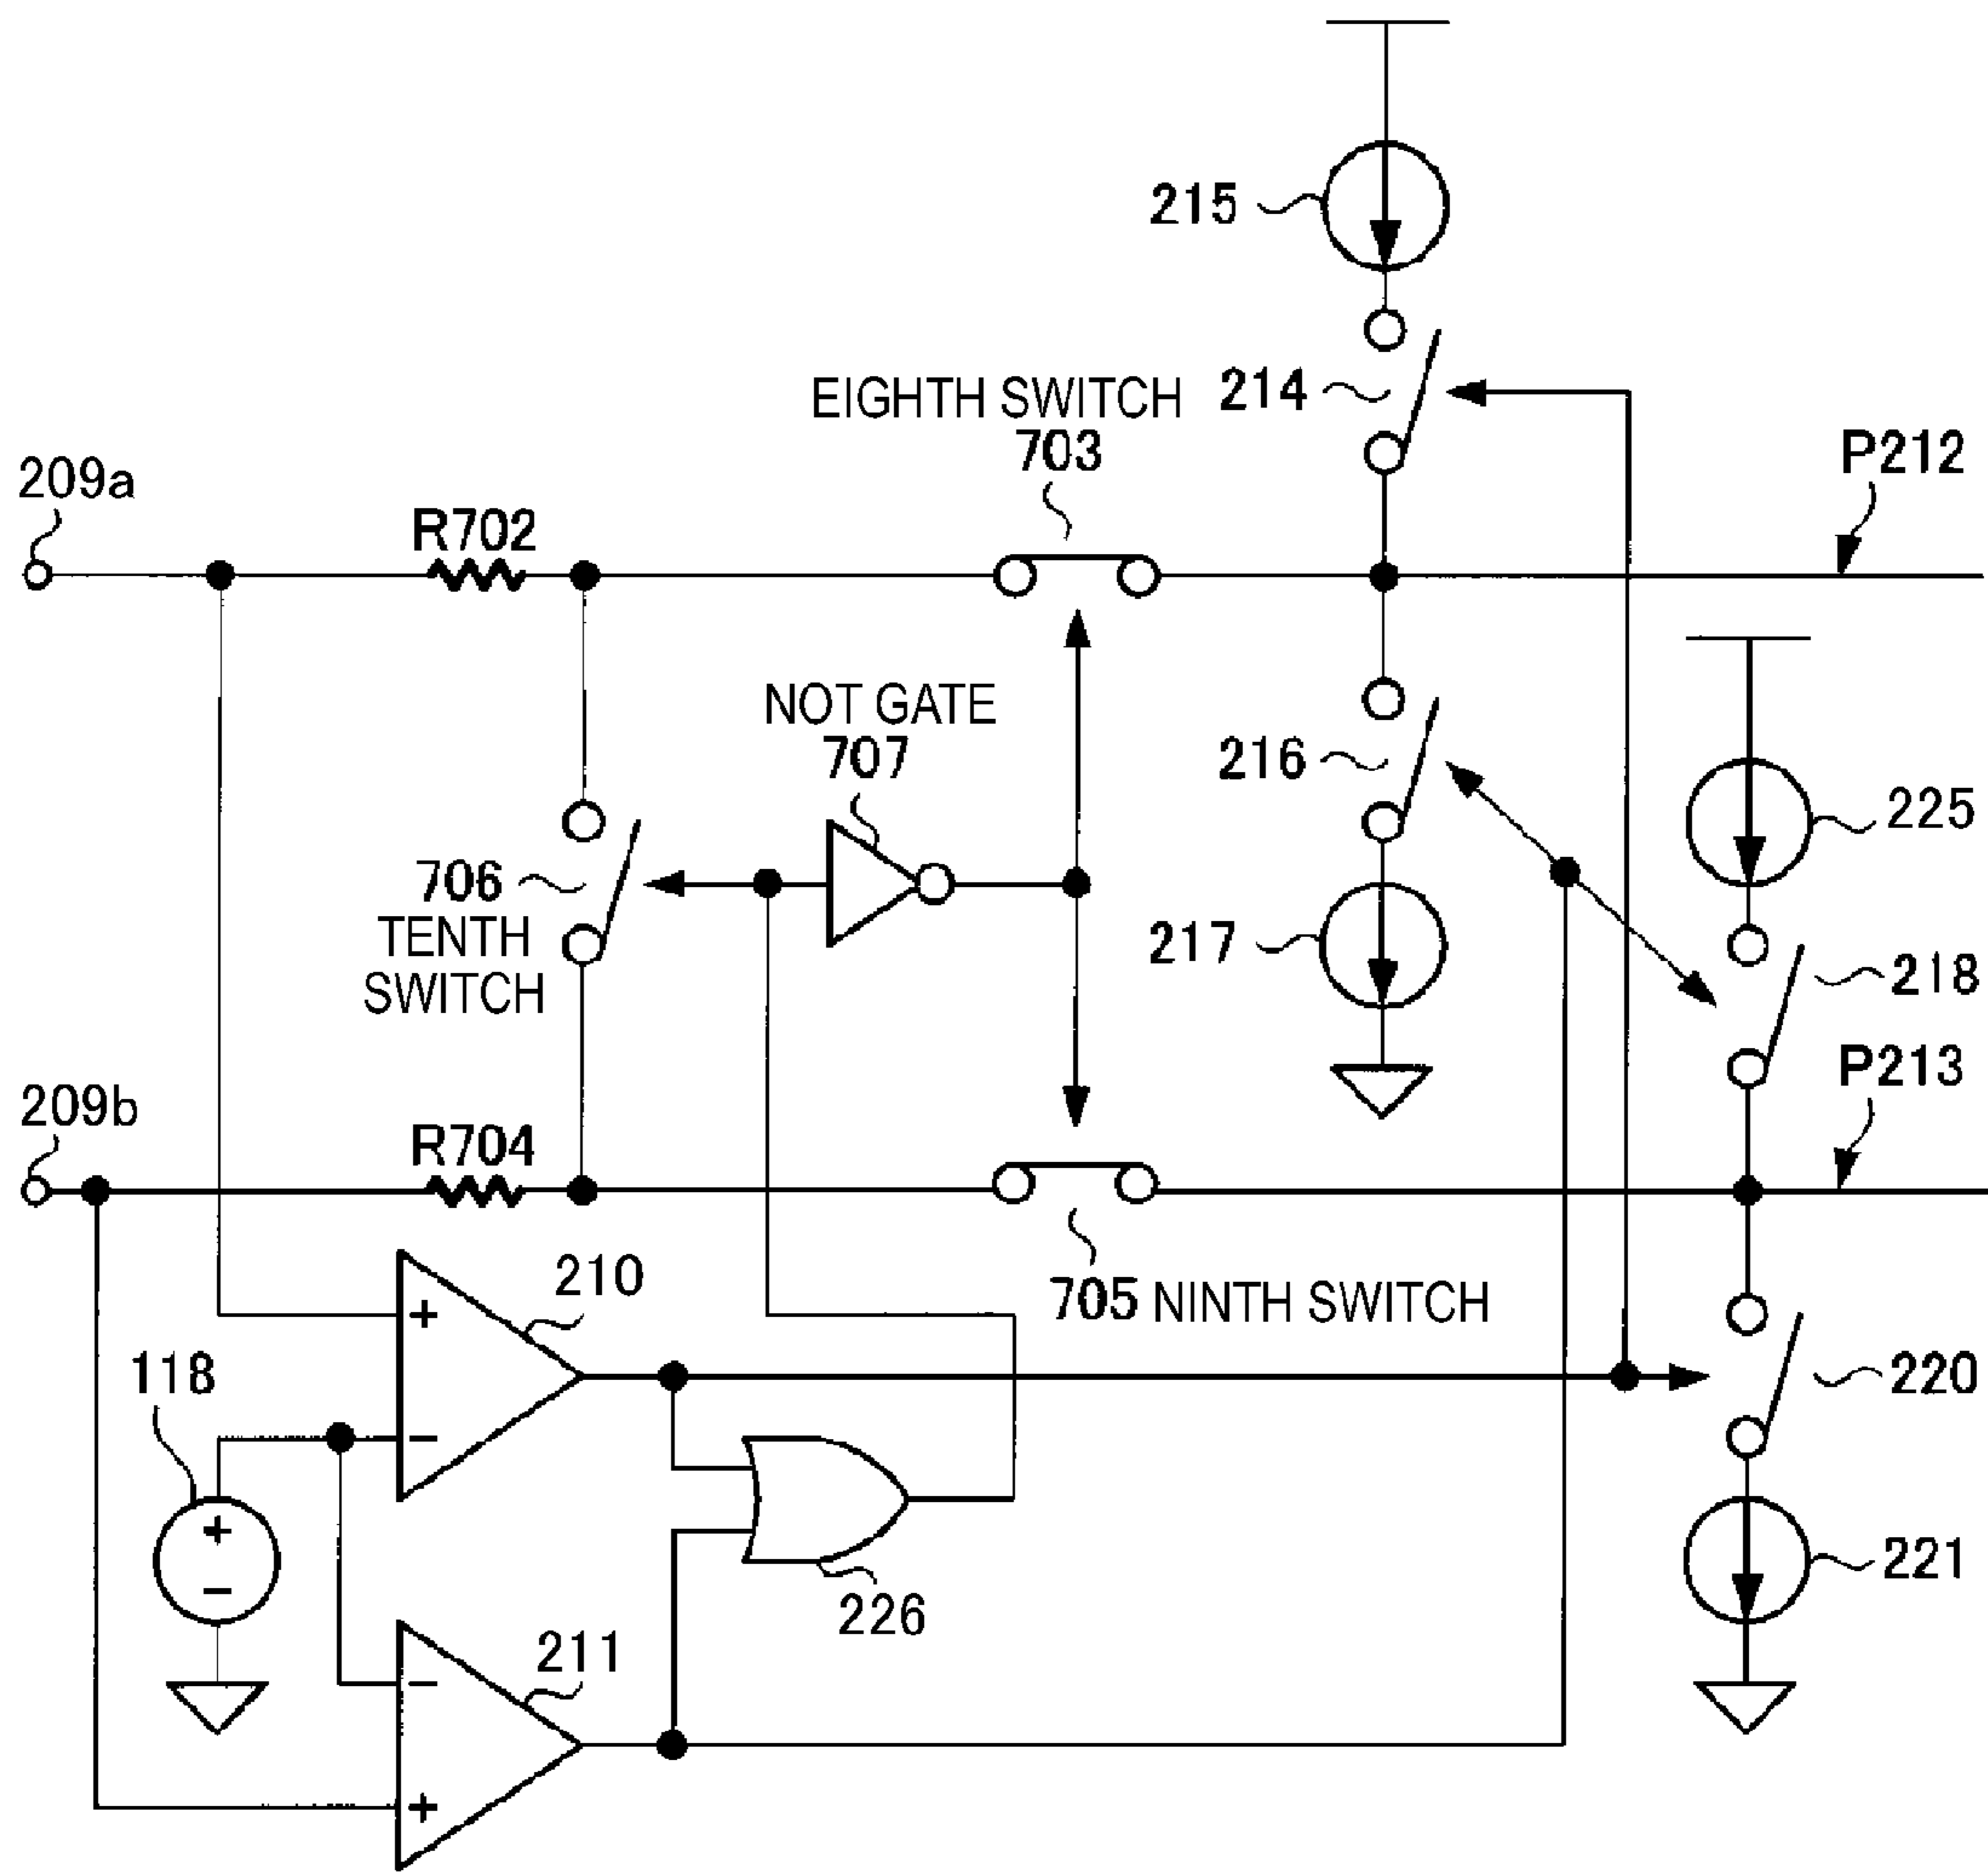 215
EIGHTH SWITCH
703
214
P212
209a
R702
NOT GATE
707
216
225
706
TENTH
SWITCH
217
218
P213
209b
R704
210
705 NINTH SWITCH
+
118
220
−
+
−
226
221
211
−
+